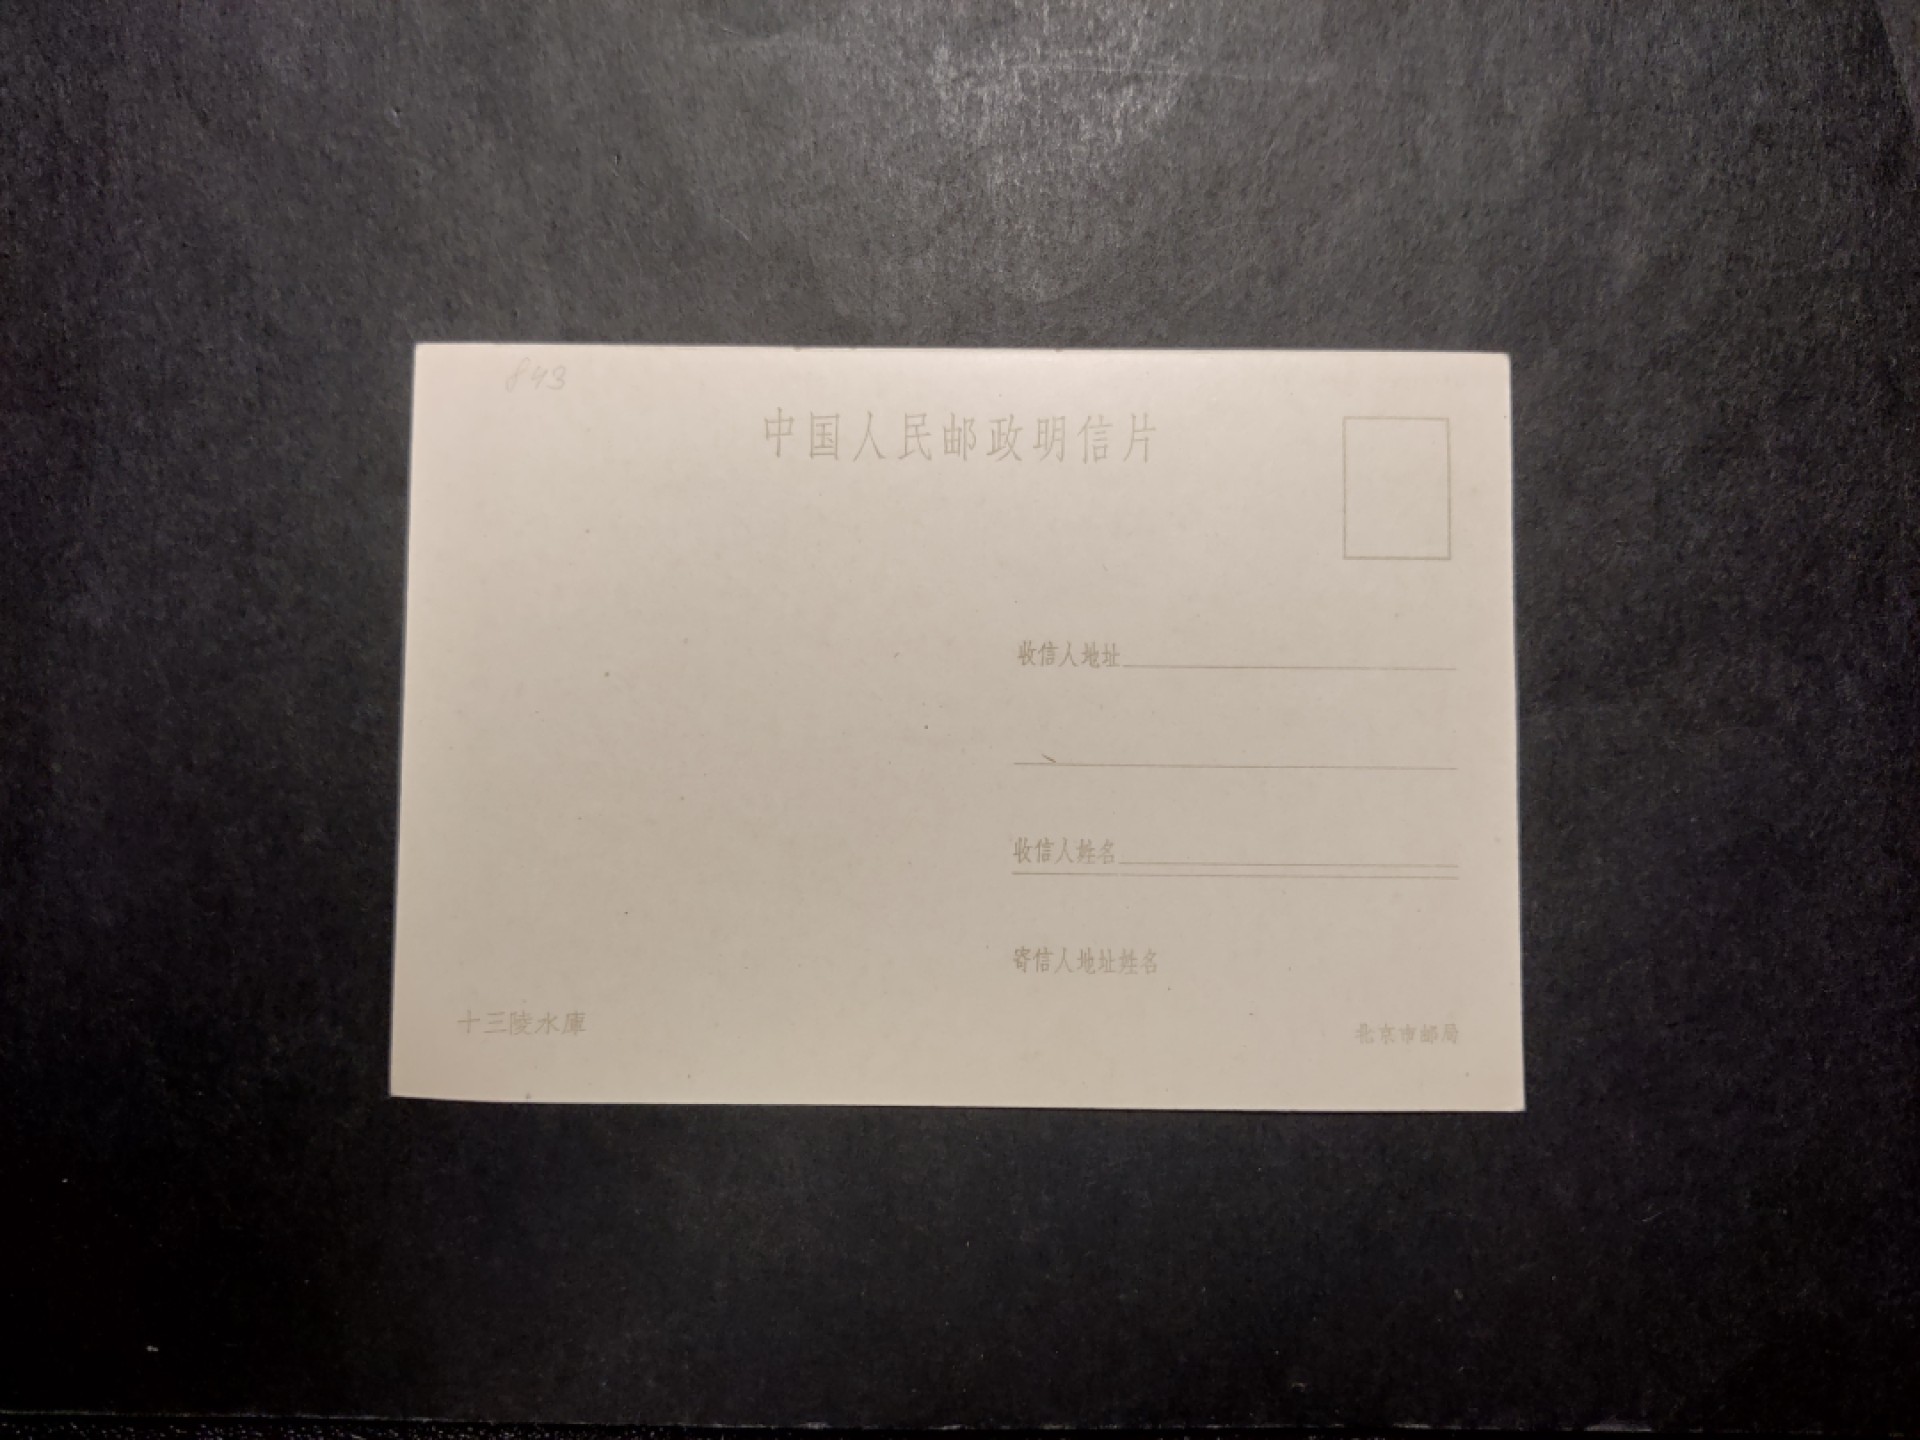 843
中国人民邮政明信片
收信人地址
收信人姓名
寄信人地址姓名
十三陵水庫
北京市邮局